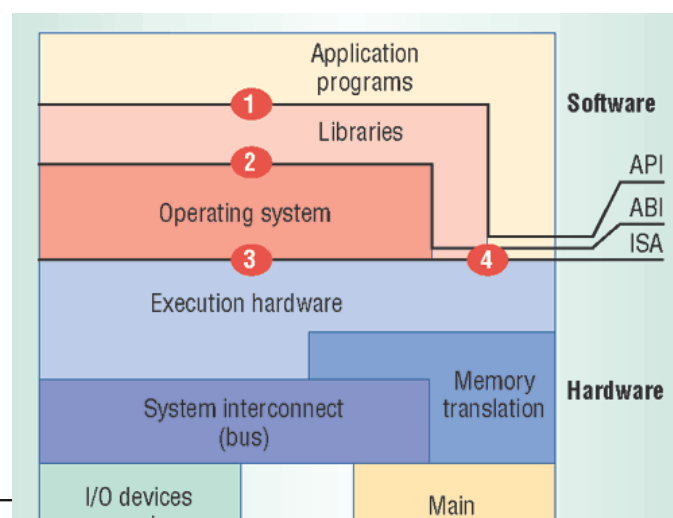 Application
programs
1
Software
Libraries
2
API
Operating system
ABI
ISA
3
4
Execution hardware
Memory
translation
Hardware
System interconnect
(bus)
I/O devices
Main